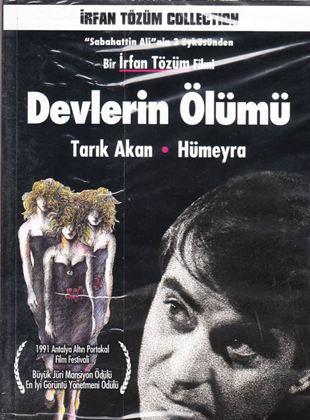 İRFAN TÖZÜM COLLECTION
"Sabahattin Ali"nin 3 öyküsünden
Bir İrfan Tözüm Filmi
Devlerin Ölümü
Tarık Akan • Hümeyra
1991 Antalya Altın Portakal
Film Festivali
Büyük Jüri Mansiyon Ödülü
En İyi Görüntü Yönetmeni Ödülü